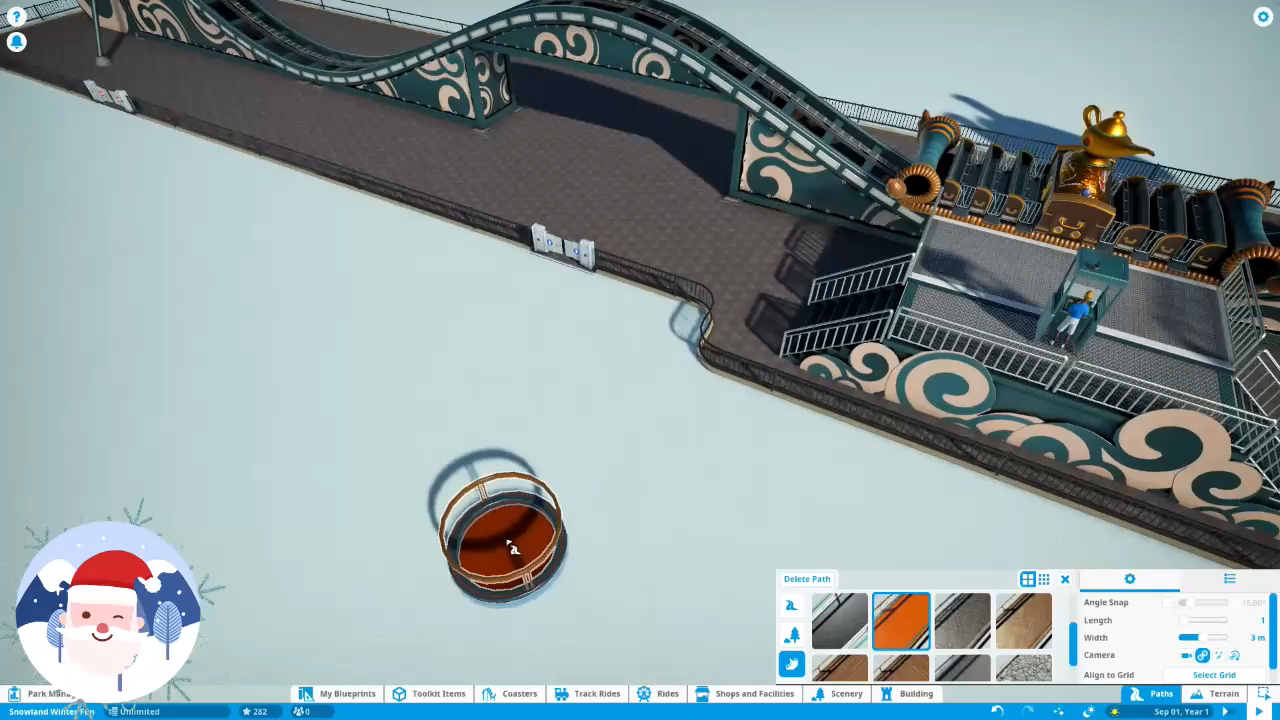 Delete Path
Angle Snap 15.00°
Length 1
Width 3 m
Camera
Align to Grid Select Grid
Park Man
My Blueprints
Toolkit Items
Coasters
Track Rides
Rides
Shops and Facilities
Scenery
Building
Paths
Terrain
Snowland Winter Fun
Unlimited
282
0
Sep 01, Year 1